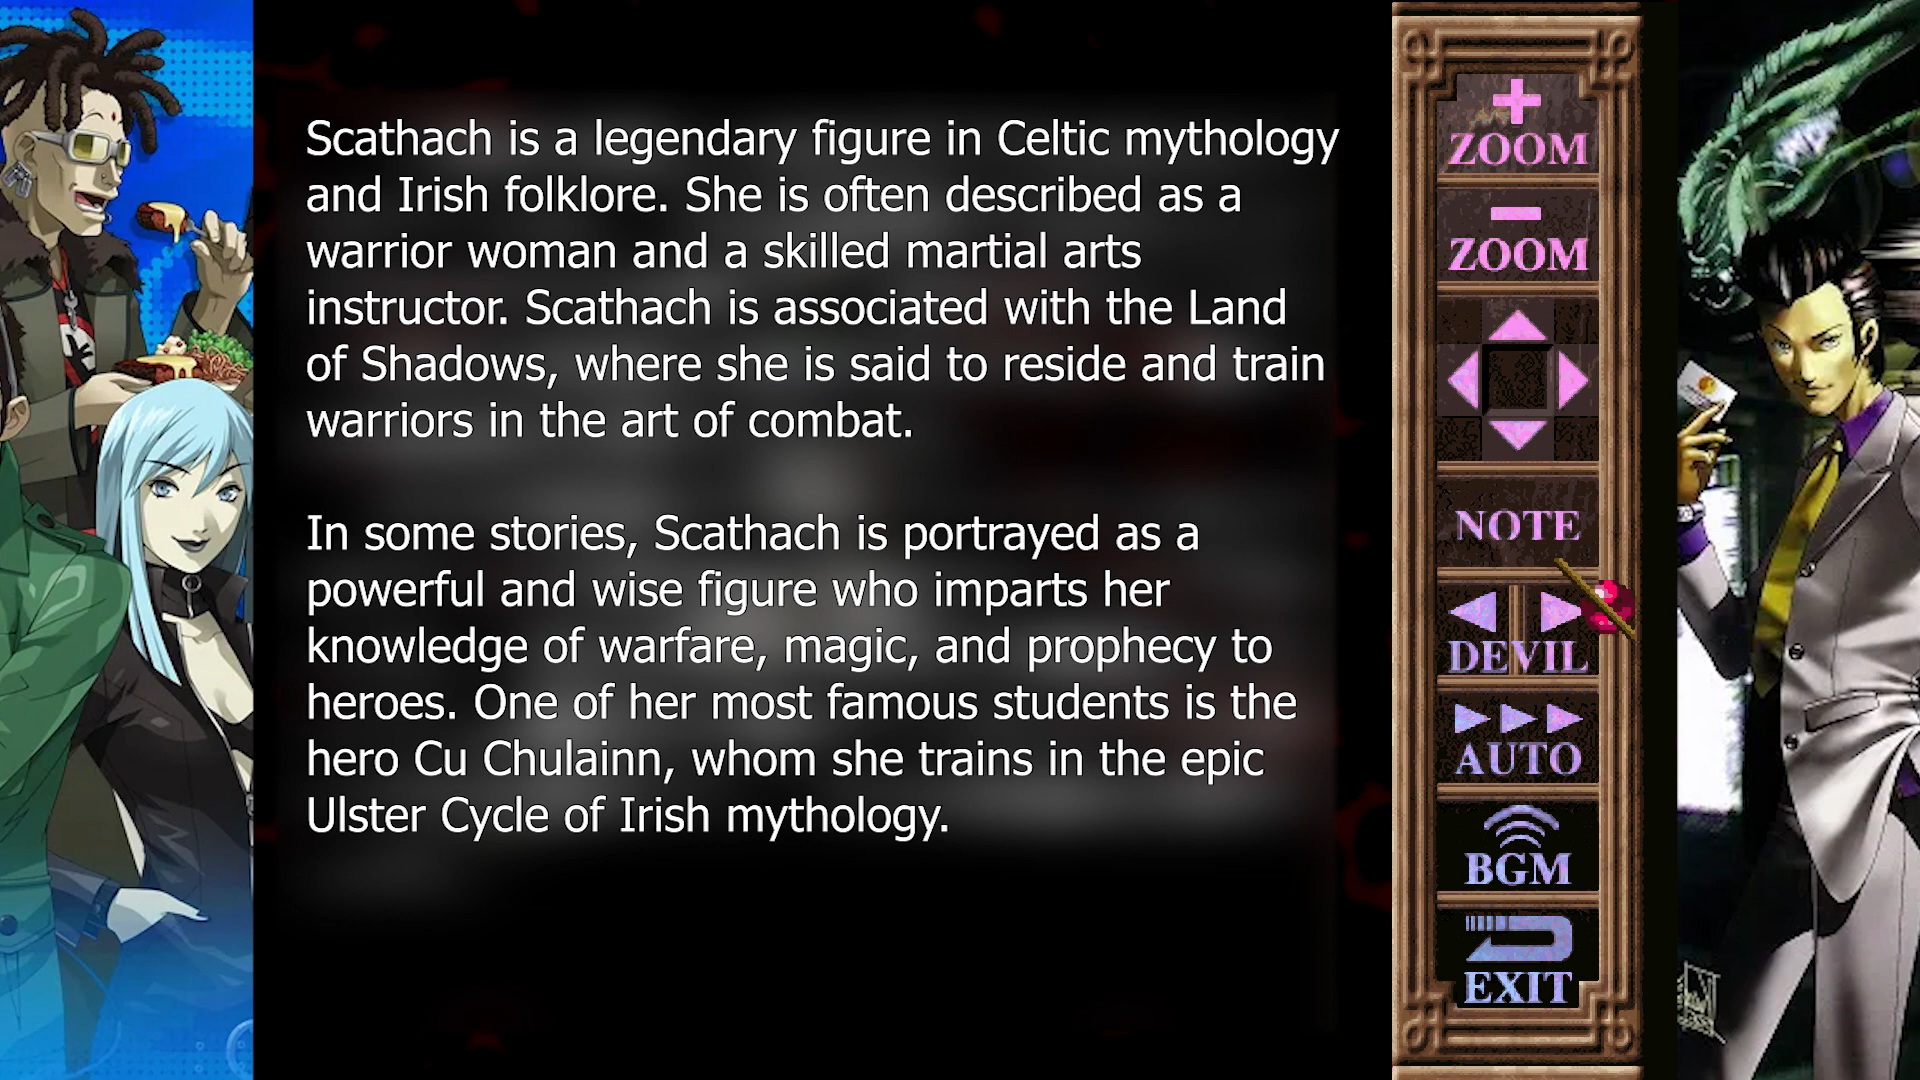 Scathach is a legendary figure in Celtic mythology
and Irish folklore. She is often described as a
warrior woman and a skilled martial arts
instructor. Scathach is associated with the Land
of Shadows, where she is said to reside and train
warriors in the art of combat.
In some stories, Scathach is portrayed as a
powerful and wise figure who imparts her
knowledge of warfare, magic, and prophecy to
heroes. One of her most famous students is the
hero Cu Chulainn, whom she trains in the epic
Ulster Cycle of Irish mythology.
ZOOM
ZOOM
NOTE
DEVIL
AUTO
BGM
EXIT